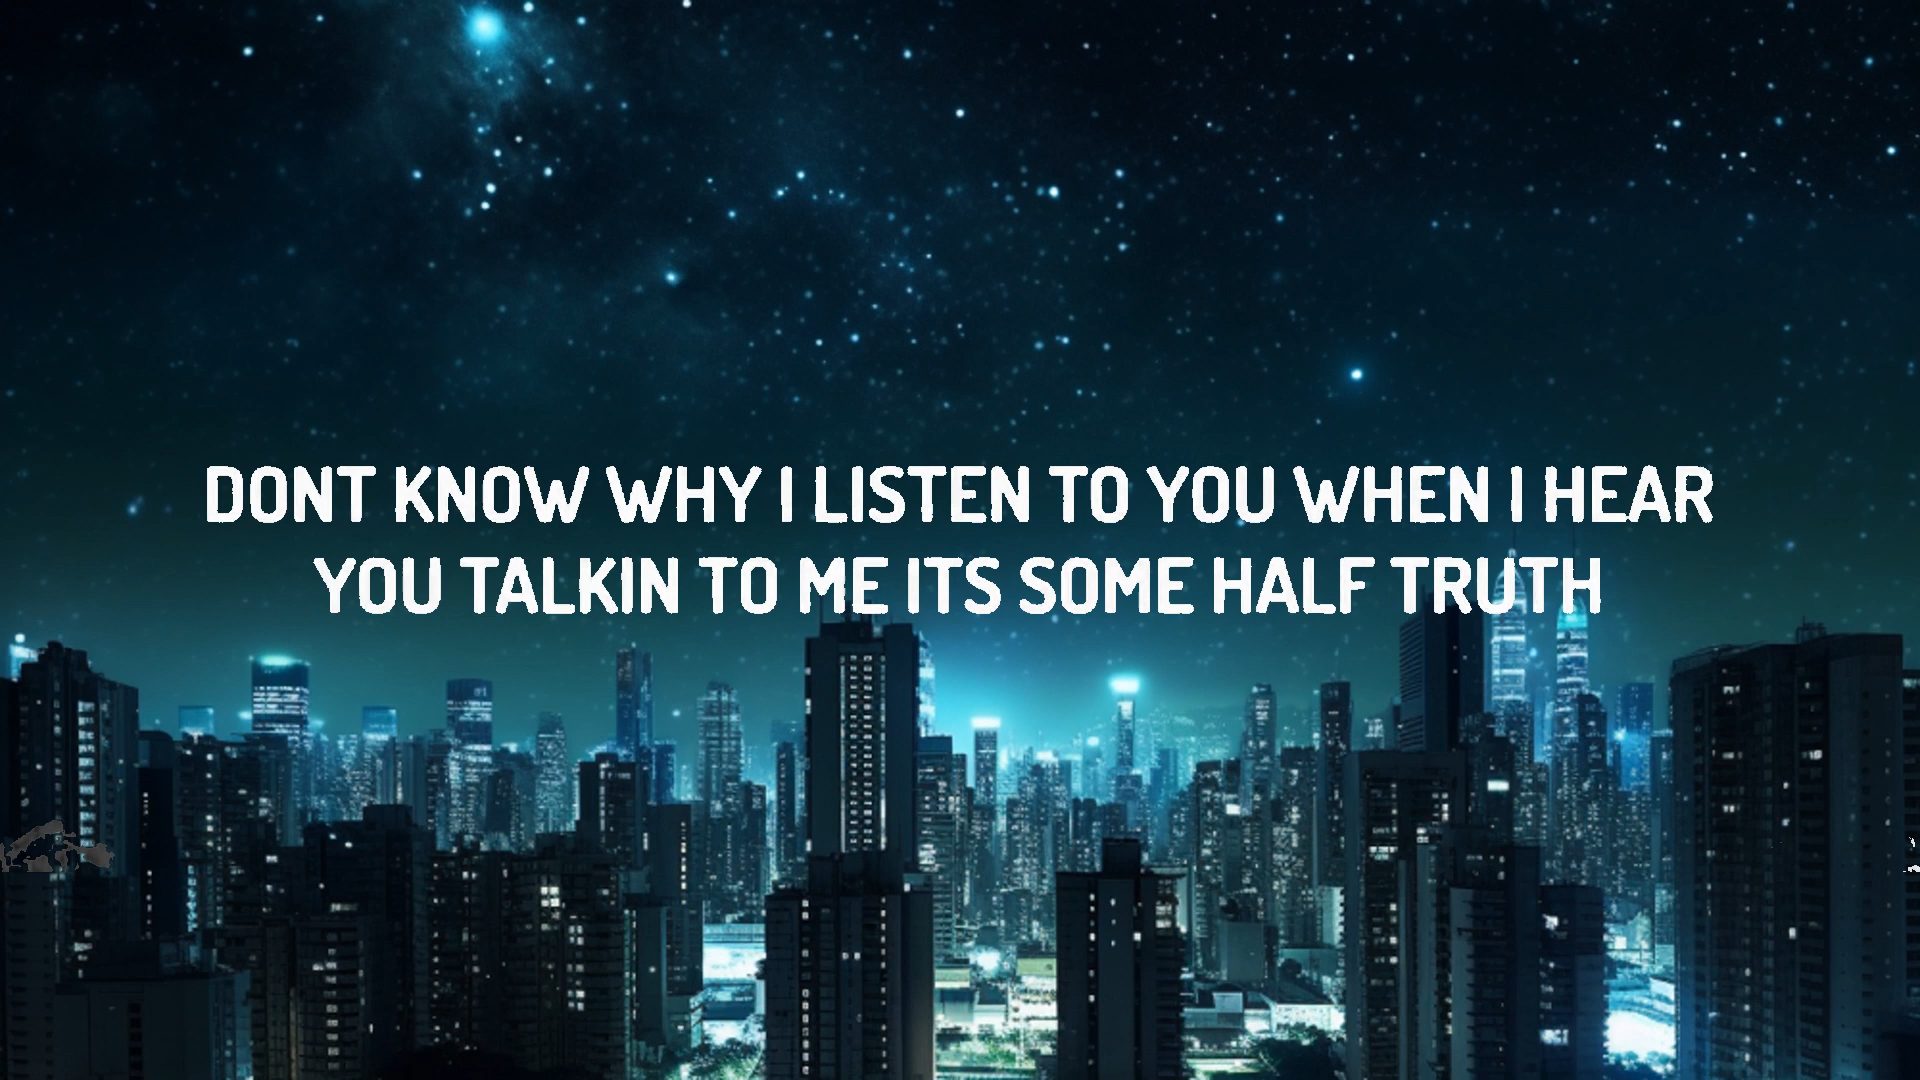 DONT KNOW WHY I LISTEN TO YOU WHEN I HEAR
YOU TALKIN TO ME ITS SOME HALF TRUTH